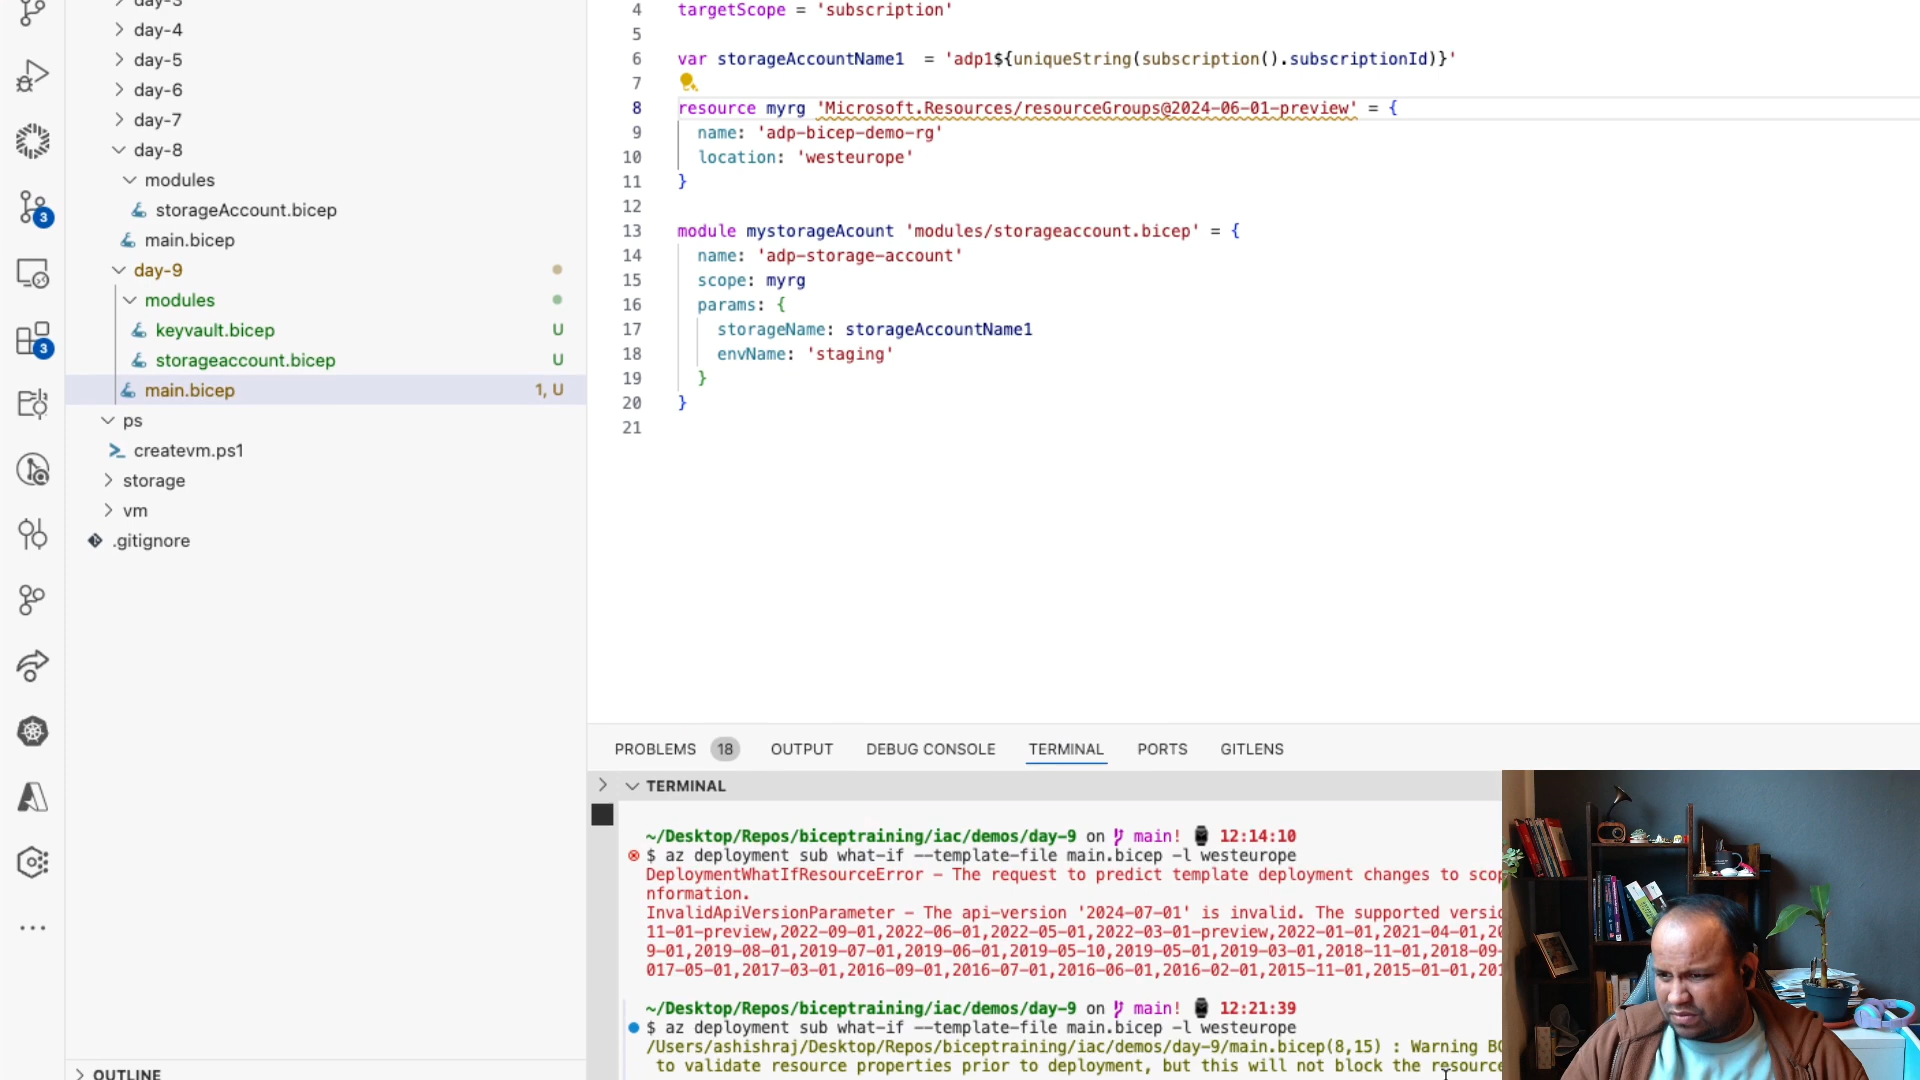 day-3
day-4
day-5
day-6
day-7
day-8
modules
storageAccount.bicep
main.bicep
day-9
modules
keyvault.bicep U
storageaccount.bicep U
main.bicep 1, U
ps
createvm.ps1
storage
vm
.gitignore
OUTLINE
3
3
4 targetScope = 'subscription'
5
6 var storageAccountName1  = 'adp1${uniqueString(subscription().subscriptionId)}'
7
8 resource myrg 'Microsoft.Resources/resourceGroups@2024-06-01-preview' = {
9 name: 'adp-bicep-demo-rg'
10 location: 'westeurope'
11 }
12
13 module mystorageAcount 'modules/storageaccount.bicep' = {
14 name: 'adp-storage-account'
15 scope: myrg
16 params: {
17 storageName: storageAccountName1
18 envName: 'staging'
19 }
20 }
21
PROBLEMS 18 OUTPUT DEBUG CONSOLE TERMINAL PORTS GITLENS
TERMINAL
~/Desktop/Repos/biceptraining/iac/demos/day-9 on main! 12:14:10
$ az deployment sub what-if --template-file main.bicep -l westeurope
DeploymentWhatIfResourceError - The request to predict template deployment changes to scop
nformation.
InvalidApiVersionParameter - The api-version '2024-07-01' is invalid. The supported versio
11-01-preview,2022-09-01,2022-06-01,2022-05-01,2022-03-01-preview,2022-01-01,2021-04-01,20
9-01,2019-08-01,2019-07-01,2019-06-01,2019-05-10,2019-05-01,2019-03-01,2018-11-01,2018-09-
017-05-01,2017-03-01,2016-09-01,2016-07-01,2016-06-01,2016-02-01,2015-11-01,2015-01-01,201
~/Desktop/Repos/biceptraining/iac/demos/day-9 on main! 12:21:39
$ az deployment sub what-if --template-file main.bicep -l westeurope
/Users/ashishraj/Desktop/Repos/biceptraining/iac/demos/day-9/main.bicep(8,15) : Warning BC
to validate resource properties prior to deployment, but this will not block the resource